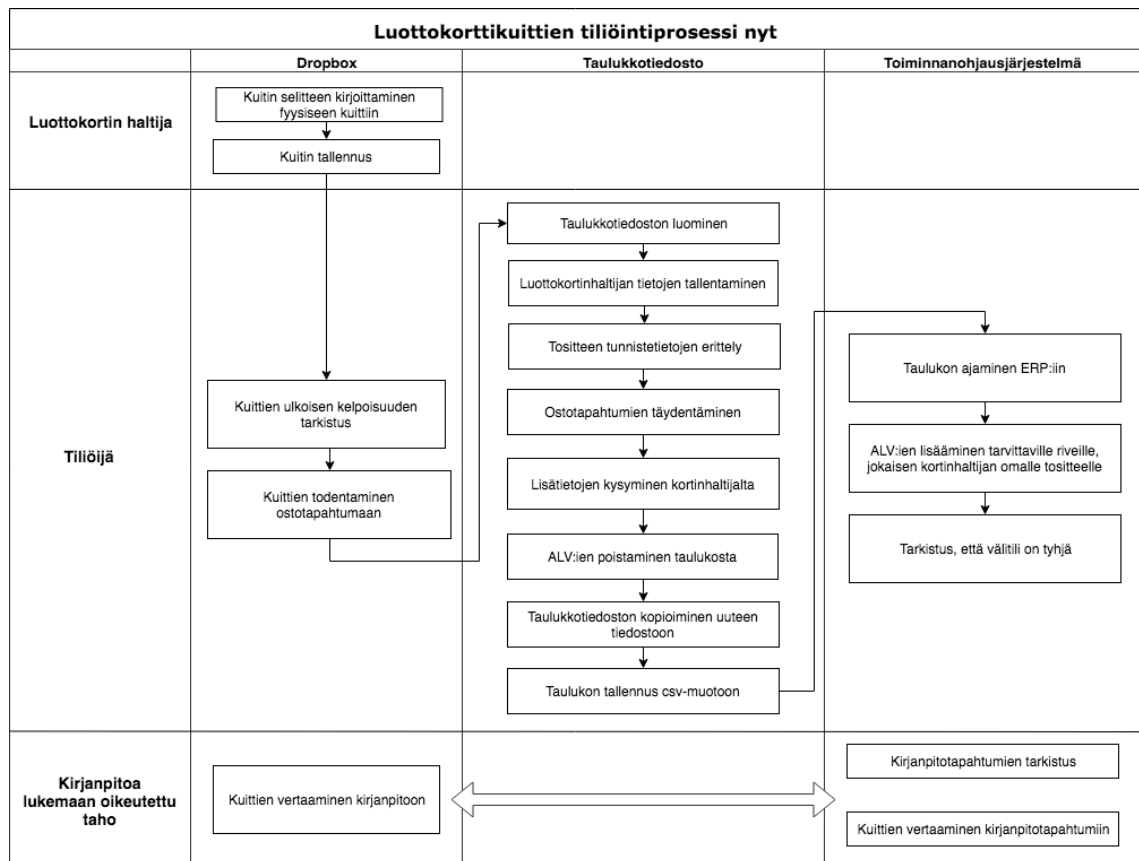 Luottokorttikuittien tiliöintiprosessi nyt
Dropbox
Taulukkotiedosto
Toiminnanohjausjärjestelmä
Luottokortin haltija
Kuitin selitteen kirjoittaminen
fyysiseen kuittiin
Kuitin tallennus
Tiliöijä
Kuittien ulkoisen kelpoisuuden
tarkistus
Kuittien todentaminen
ostotapahtumaan
Taulukkotiedoston luominen
Luottokortinhaltijan tietojen tallentaminen
Tositteen tunnistetietojen erittely
Ostotapahtumien täydentäminen
Lisätietojen kysyminen kortinhaltijalta
ALV:ien poistaminen taulukosta
Taulukkotiedoston kopioiminen uuteen
tiedostoon
Taulukon tallennus csv-muotoon
Taulukon ajaminen ERP:iin
ALV:ien lisääminen tarvittaville riveille,
jokaisen kortinhaltijan omalle tositteelle
Tarkistus, että välitili on tyhjä
Kirjanpitoa
lukemaan oikeutettu
taho
Kuittien vertaaminen kirjanpitoon
Kirjanpitotapahtumien tarkistus
Kuittien vertaaminen kirjanpitotapahtumiin